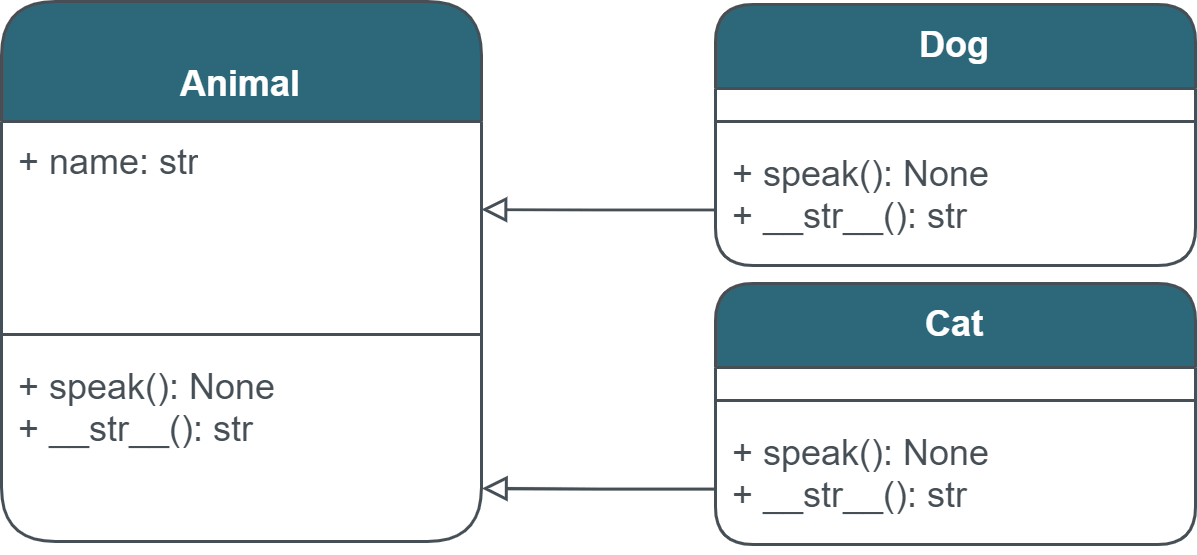 Animal
+ name: str
+ speak(): None
+ __str__(): str
Dog
+ speak(): None
+ __str__(): str
Cat
+ speak(): None
+ __str__(): str